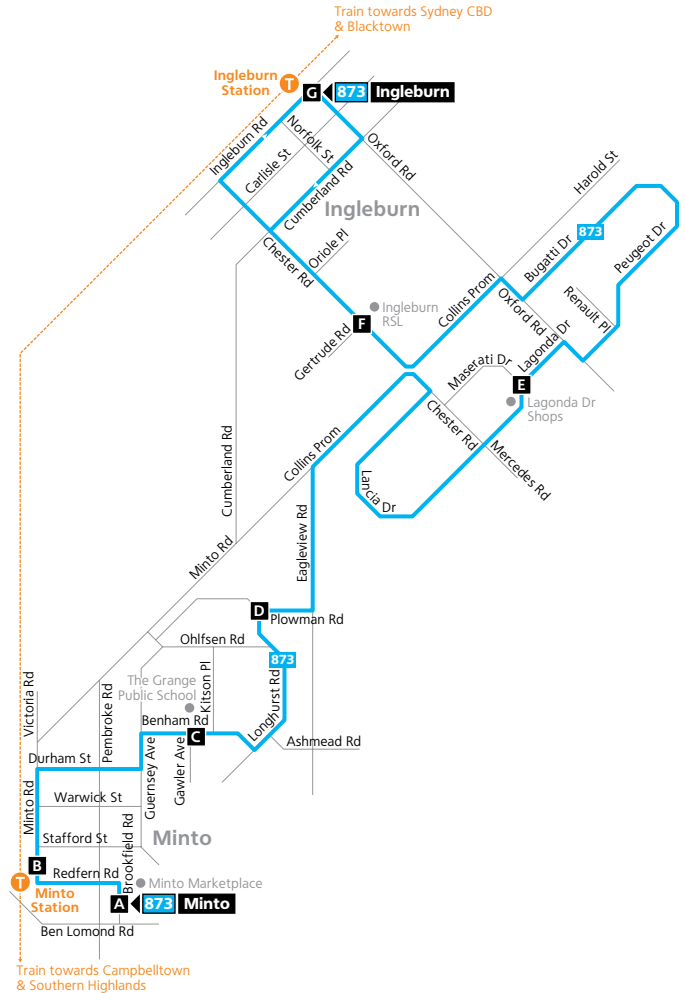 Train towards Sydney CBD
& Blacktown
Ingleburn
Station
T
G
873
Ingleburn
Ingleburn Rd
Norfolk St
Carlisle St
Cumberland Rd
Oxford Rd
Ingleburn
Harold St
Chester Rd
Oriole Pl
873
Bugatti Dr
Peugeot Dr
Collins Prom
Oxford Rd
Renault Pl
Ingleburn
RSL
F
Gertrude Rd
Lagonda Dr
Maserati Dr
E
Lagonda Dr
Shops
Chester Rd
Mercedes Rd
Lancia Dr
Collins Prom
Cumberland Rd
Eagleview Rd
Minto Rd
D
Plowman Rd
Ohlfsen Rd
873
The Grange
Public School
Kitson Pl
Longhurst Rd
Victoria Rd
Pembroke Rd
Benham Rd
C
Ashmead Rd
Durham St
Guernsey Ave
Gawler Ave
Minto Rd
Warwick St
Stafford St
Brookfield Rd
Minto
B
Redfern Rd
T
Minto
Station
Minto Marketplace
A
873
Minto
Ben Lomond Rd
Train towards Campbelltown
& Southern Highlands